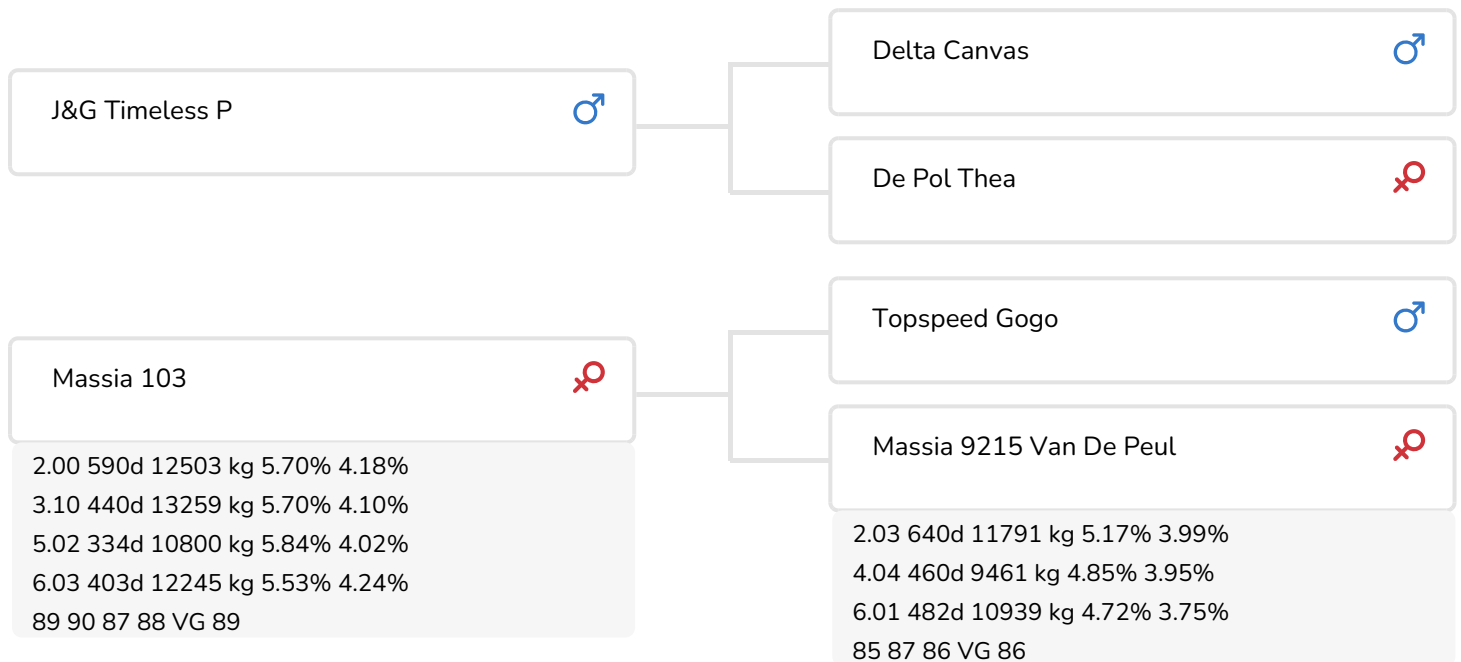 J&G Timeless P
Delta Canvas
De Pol Thea
Massia 103
2.00 590d 12503 kg 5.70% 4.18%
3.10 440d 13259 kg 5.70% 4.10%
5.02 334d 10800 kg 5.84% 4.02%
6.03 403d 12245 kg 5.53% 4.24%
89 90 87 88 VG 89
Topspeed Gogo
Massia 9215 Van De Peul
2.03 640d 11791 kg 5.17% 3.99%
4.04 460d 9461 kg 4.85% 3.95%
6.01 482d 10939 kg 4.72% 3.75%
85 87 86 VG 86